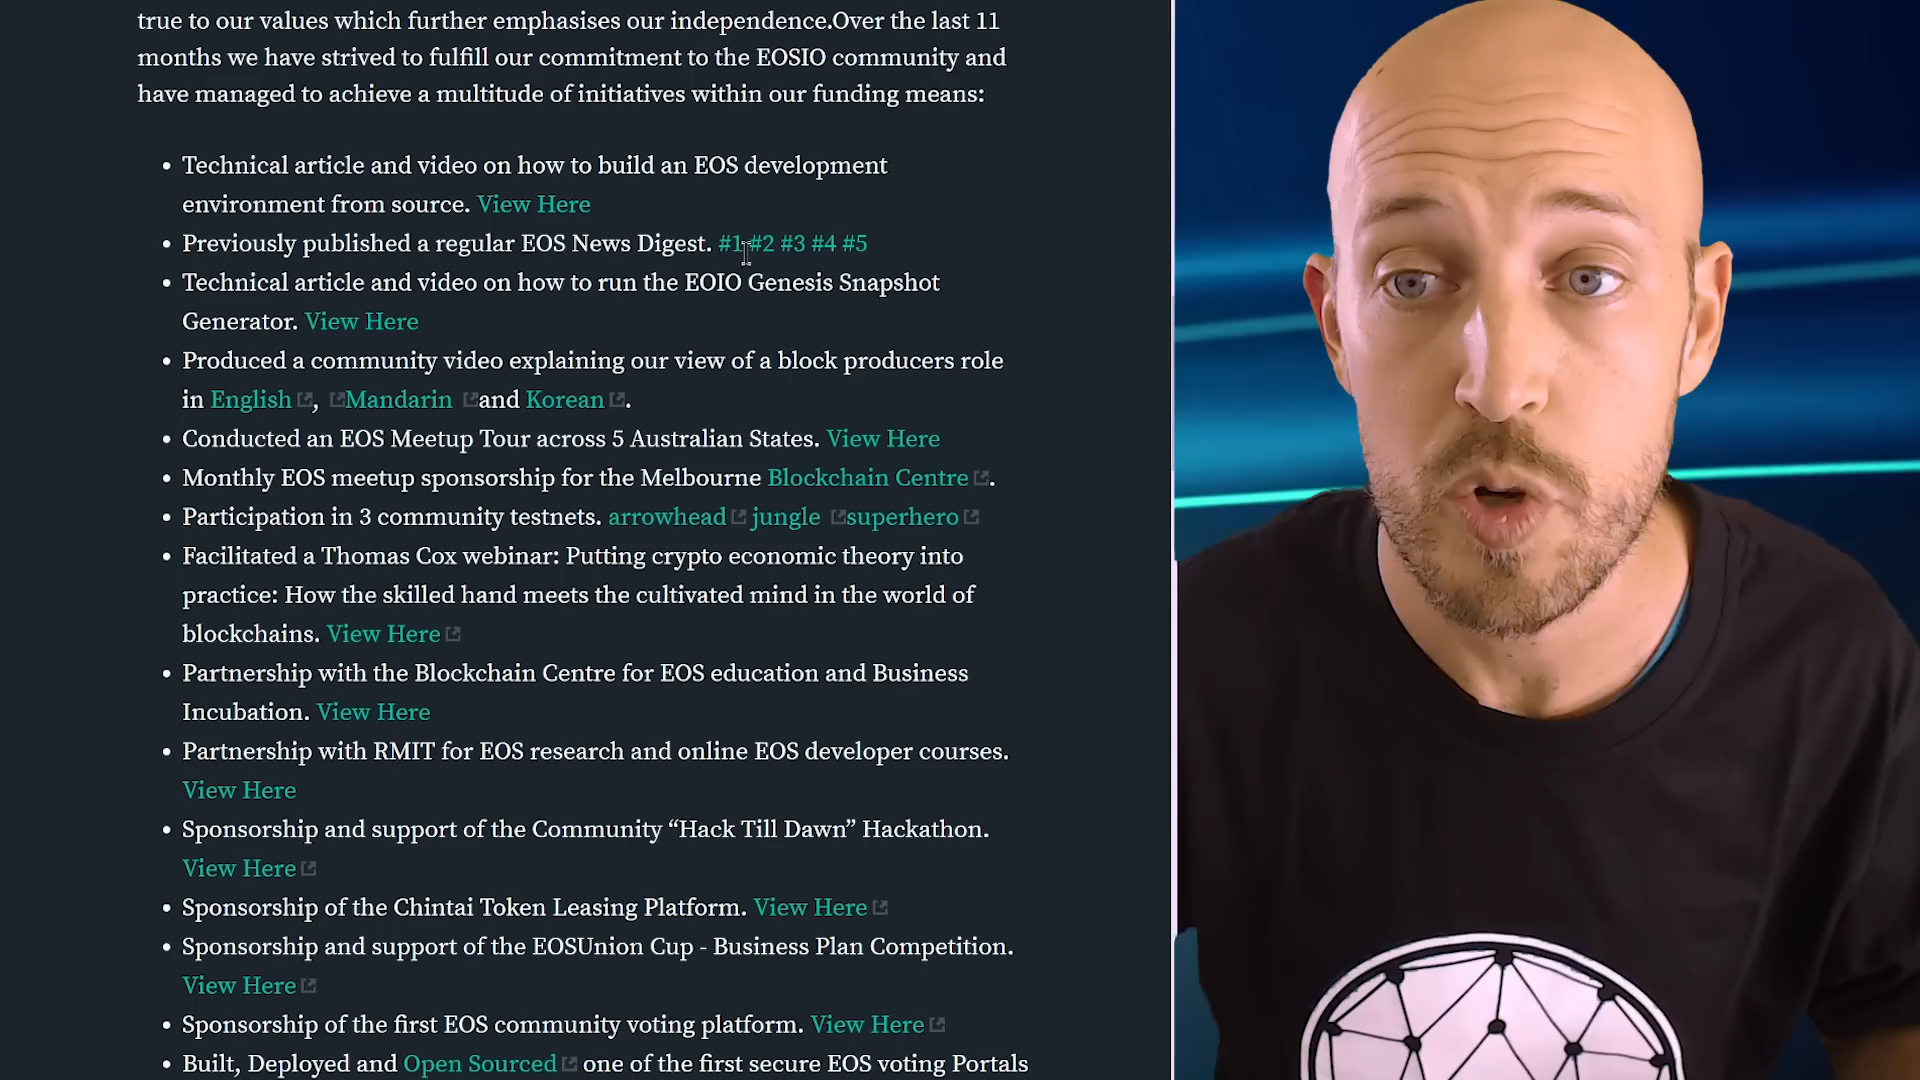 true to our values which further emphasises our independence.Over the last 11
months we have strived to fulfill our commitment to the EOSIO community and
have managed to achieve a multitude of initiatives within our funding means:
• Technical article and video on how to build an EOS development
environment from source. View Here
• Previously published a regular EOS News Digest. #1 #2 #3 #4 #5
• Technical article and video on how to run the EOIO Genesis Snapshot
Generator. View Here
• Produced a community video explaining our view of a block producers role
in English, Mandarin and Korean.
• Conducted an EOS Meetup Tour across 5 Australian States. View Here
• Monthly EOS meetup sponsorship for the Melbourne Blockchain Centre.
• Participation in 3 community testnets. arrowhead jungle superhero
• Facilitated a Thomas Cox webinar: Putting crypto economic theory into
practice: How the skilled hand meets the cultivated mind in the world of
blockchains. View Here
• Partnership with the Blockchain Centre for EOS education and Business
Incubation. View Here
• Partnership with RMIT for EOS research and online EOS developer courses.
View Here
• Sponsorship and support of the Community “Hack Till Dawn” Hackathon.
View Here
• Sponsorship of the Chintai Token Leasing Platform. View Here
• Sponsorship and support of the EOSUnion Cup - Business Plan Competition.
View Here
• Sponsorship of the first EOS community voting platform. View Here
• Built, Deployed and Open Sourced one of the first secure EOS voting Portals